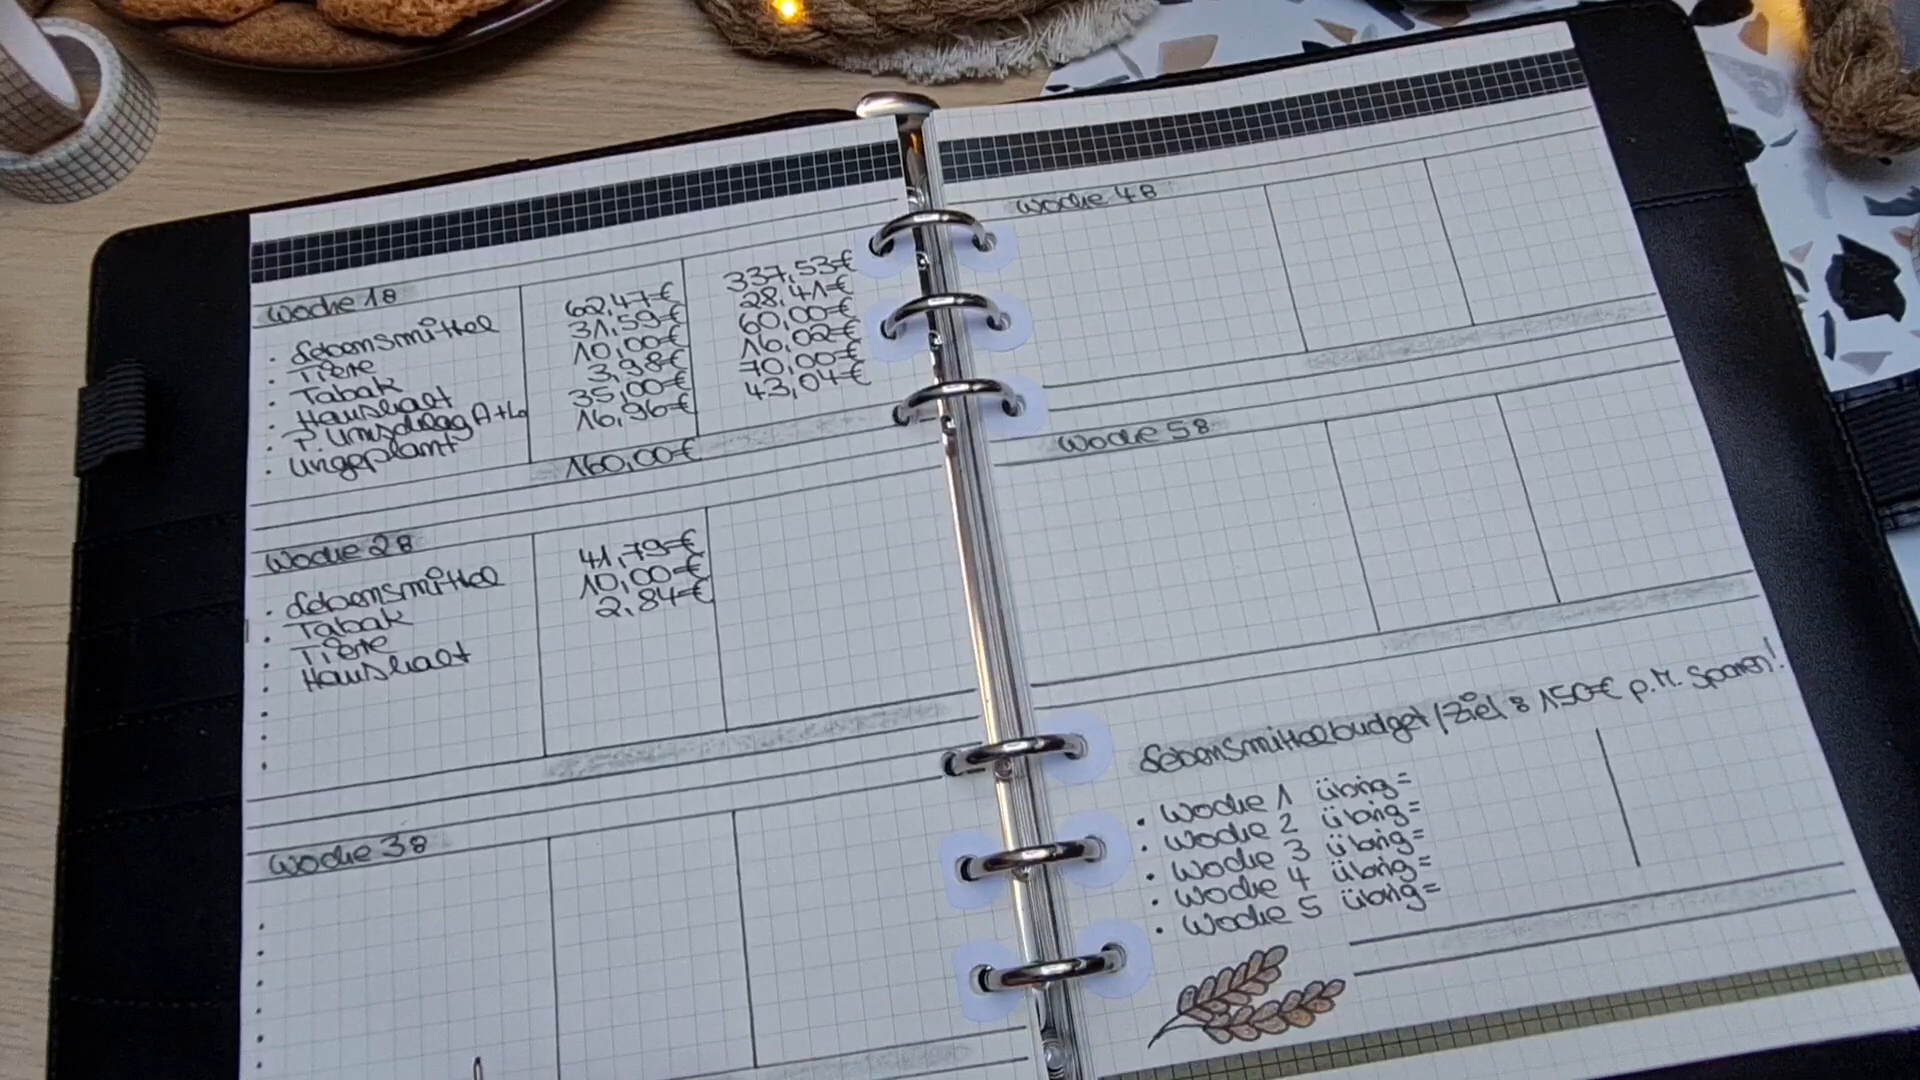 Woche 1:
· Lebensmittel 62,47€ 337,53€
· Tiere 31,59€ 28,41€
· Tabak 10,00€ 60,00€
· Haushalt 3,98€ 16,02€
· P Umschlag A+L 35,00€ 70,00€
· Ungeplant 16,96€ 43,04€
160,00€
Woche 2:
· Lebensmittel 41,79€
· Tabak 10,00€
· Tiere 2,84€
· Haushalt
Woche 3:
Woche 4:
Woche 5:
Lebensmittelbudget/Ziel: 150€ p.M. Sparen!
· Woche 1 übrig=
· Woche 2 übrig=
· Woche 3 übrig=
· Woche 4 übrig=
· Woche 5 übrig=